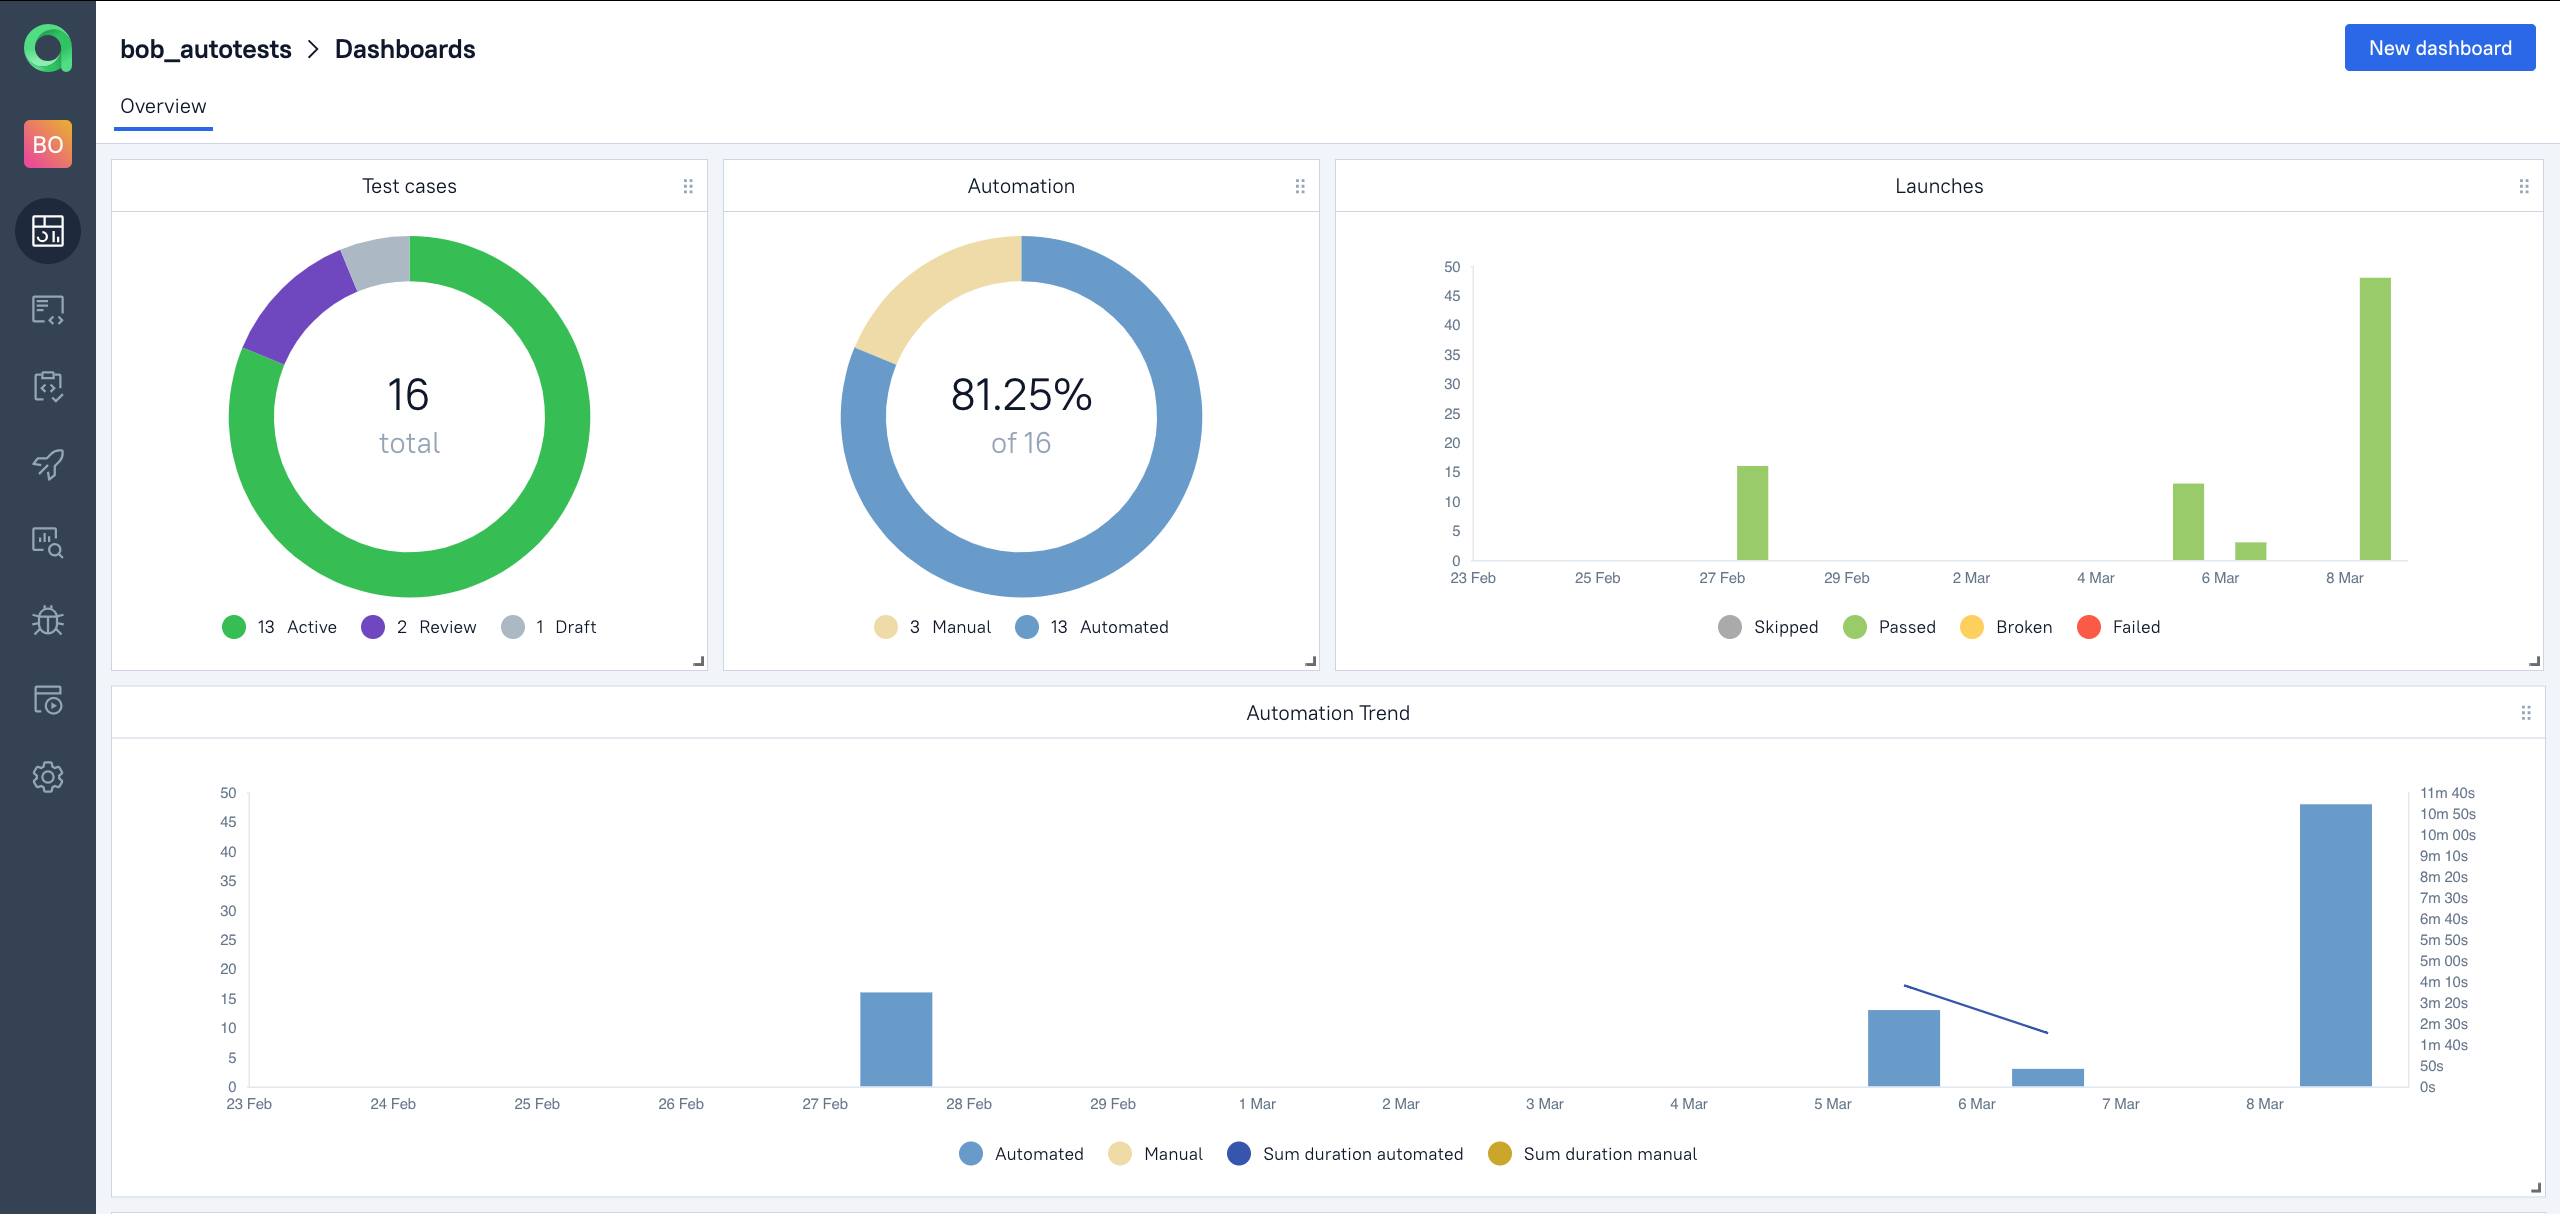 bob_autotests > Dashboards
New dashboard
Overview
BO
Test cases
16
total
13 Active 2 Review 1 Draft
Automation
81.25%
of 16
3 Manual 13 Automated
Launches
50
45
40
35
30
25
20
15
10
5
0
23 Feb 25 Feb 27 Feb 29 Feb 2 Mar 4 Mar 6 Mar 8 Mar
Skipped Passed Broken Failed
Automation Trend
50
45
40
35
30
25
20
15
10
5
0
11m 40s
10m 50s
10m 00s
9m 10s
8m 20s
7m 30s
6m 40s
5m 50s
5m 00s
4m 10s
3m 20s
2m 30s
1m 40s
50s
0s
23 Feb 24 Feb 25 Feb 26 Feb 27 Feb 28 Feb 29 Feb 1 Mar 2 Mar 3 Mar 4 Mar 5 Mar 6 Mar 7 Mar 8 Mar
Automated Manual Sum duration automated Sum duration manual